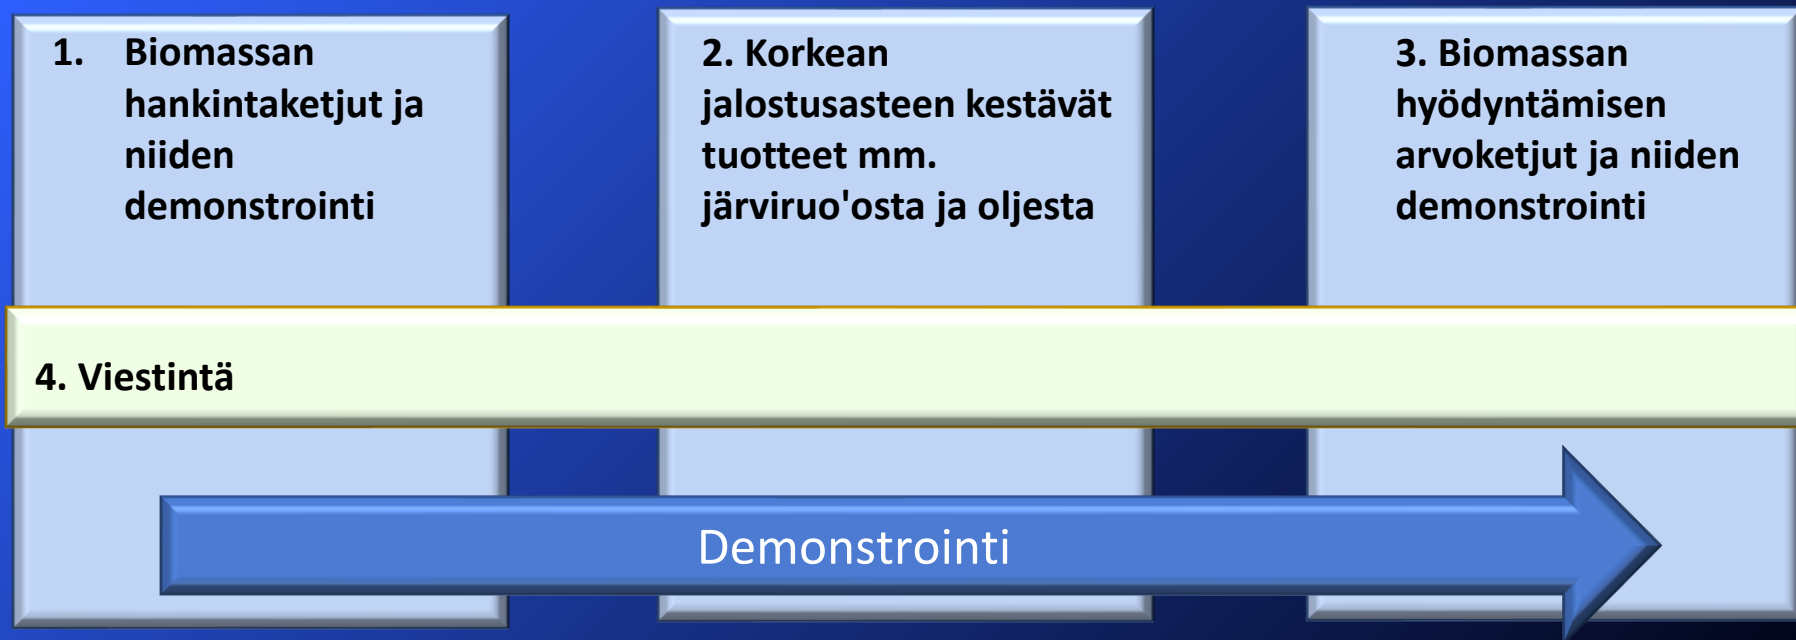 1. Biomassan
hankintaketjut ja
niiden
demonstrointi
2. Korkean
jalostusasteen kestävät
tuotteet mm.
järviruo'osta ja oljesta
3. Biomassan
hyödyntämisen
arvoketjut ja niiden
demonstrointi
4. Viestintä
Demonstrointi